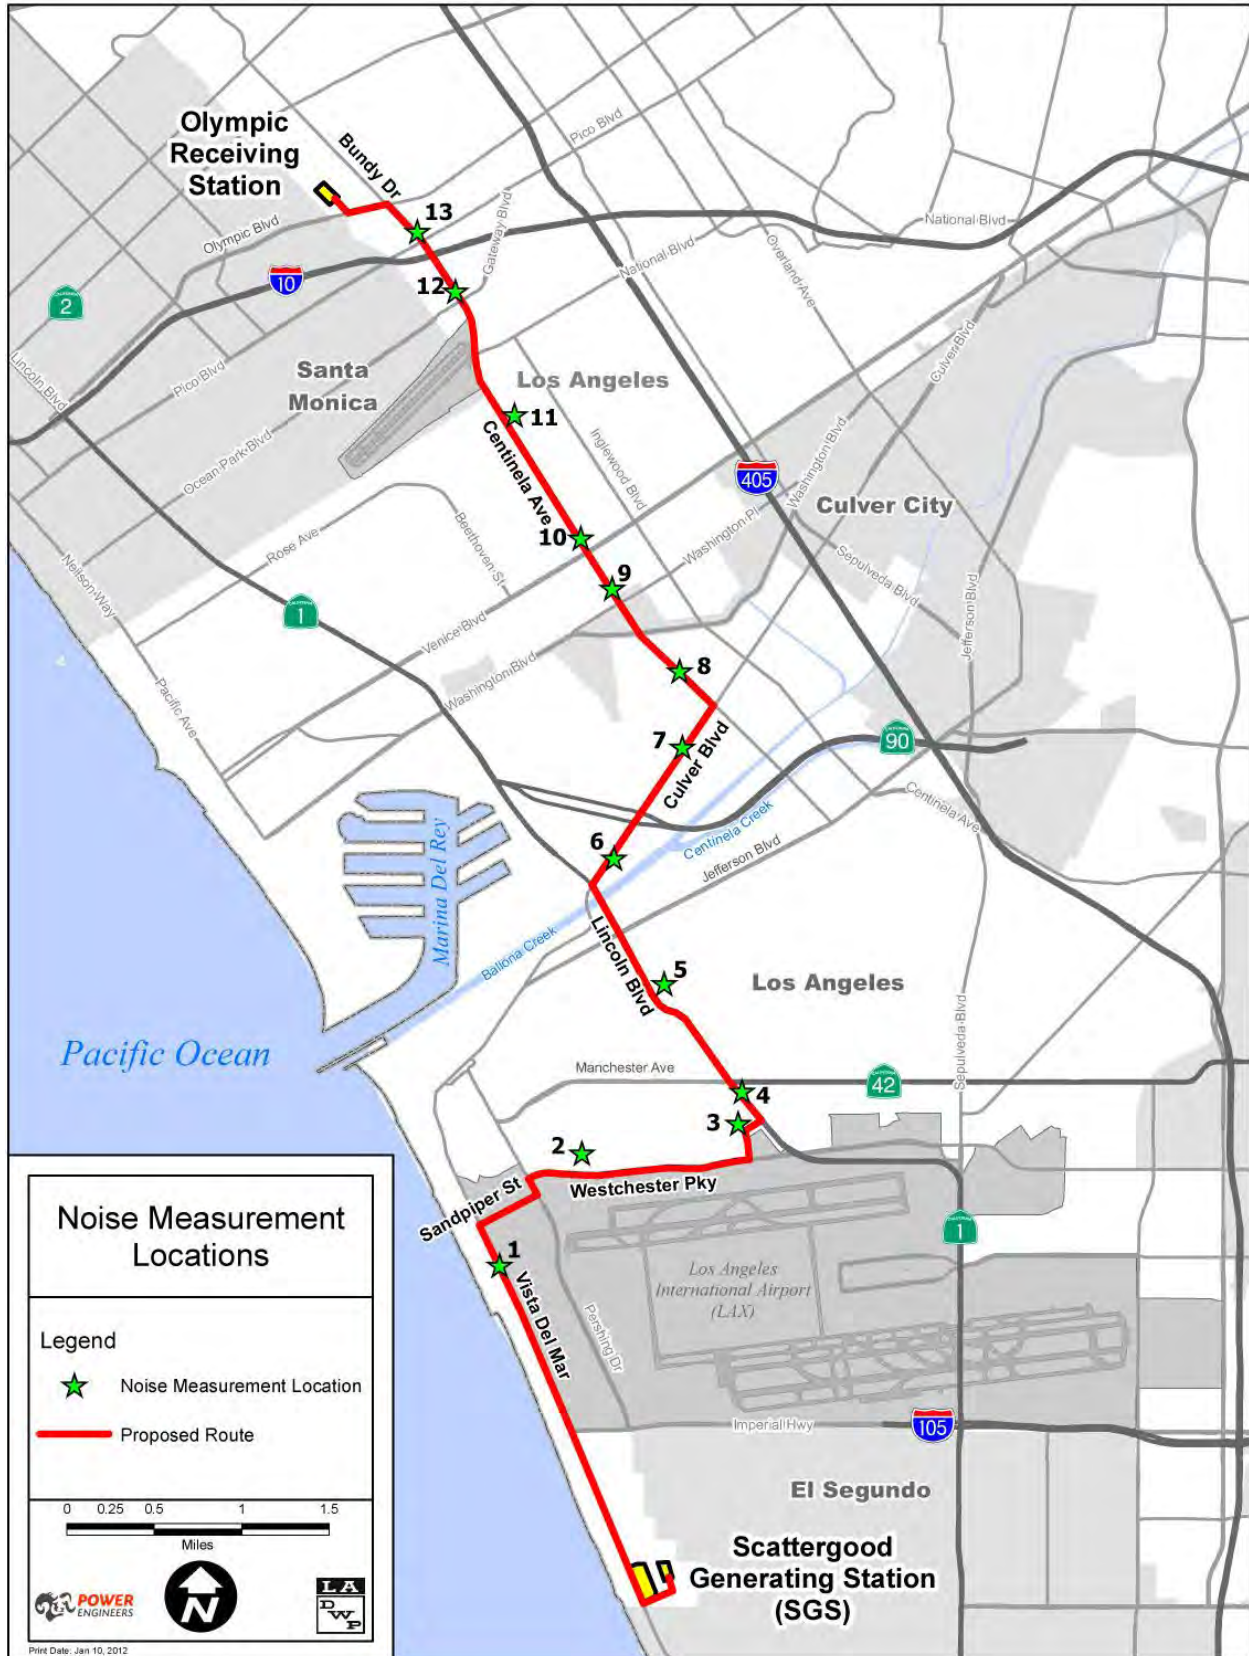 Olympic
Receiving
Station
Bundy Dr
Pico Blvd
13
Olympic Blvd
Gateway Blvd
National Blvd
National Blvd
Overland Ave
10
12
2
Lincoln Blvd
Pico Blvd
Santa
Monica
Los Angeles
Culver Blvd
11
Ocean Park Blvd
Centinela Ave
Inglewood Blvd
405
Washington Blvd
Culver City
Rose Ave
Beethoven St
10
Washington Pl
Sepulveda Blvd
Neilson Way
9
1
Venice Blvd
Jefferson Blvd
Washington Blvd
8
Pacific Ave
7
Culver Blvd
90
Centinela Ave
Marina Del Rey
6
Centinela Creek
Jefferson Blvd
Ballona Creek
Lincoln Blvd
5
Los Angeles
Pacific Ocean
Manchester Ave
42
Sepulveda Blvd
4
3
2
Sandpiper St
Westchester Pky
1
1
Vista Del Mar
Los Angeles
International Airport
(LAX)
Pershing Dr
Imperial Hwy
105
El Segundo
Scattergood
Generating Station
(SGS)
Noise Measurement
Locations
Legend
Noise Measurement Location
Proposed Route
0 0.25 0.5 1 1.5
Miles
POWER
ENGINEERS
N
LA
DWP
Print Date: Jan 10, 2012